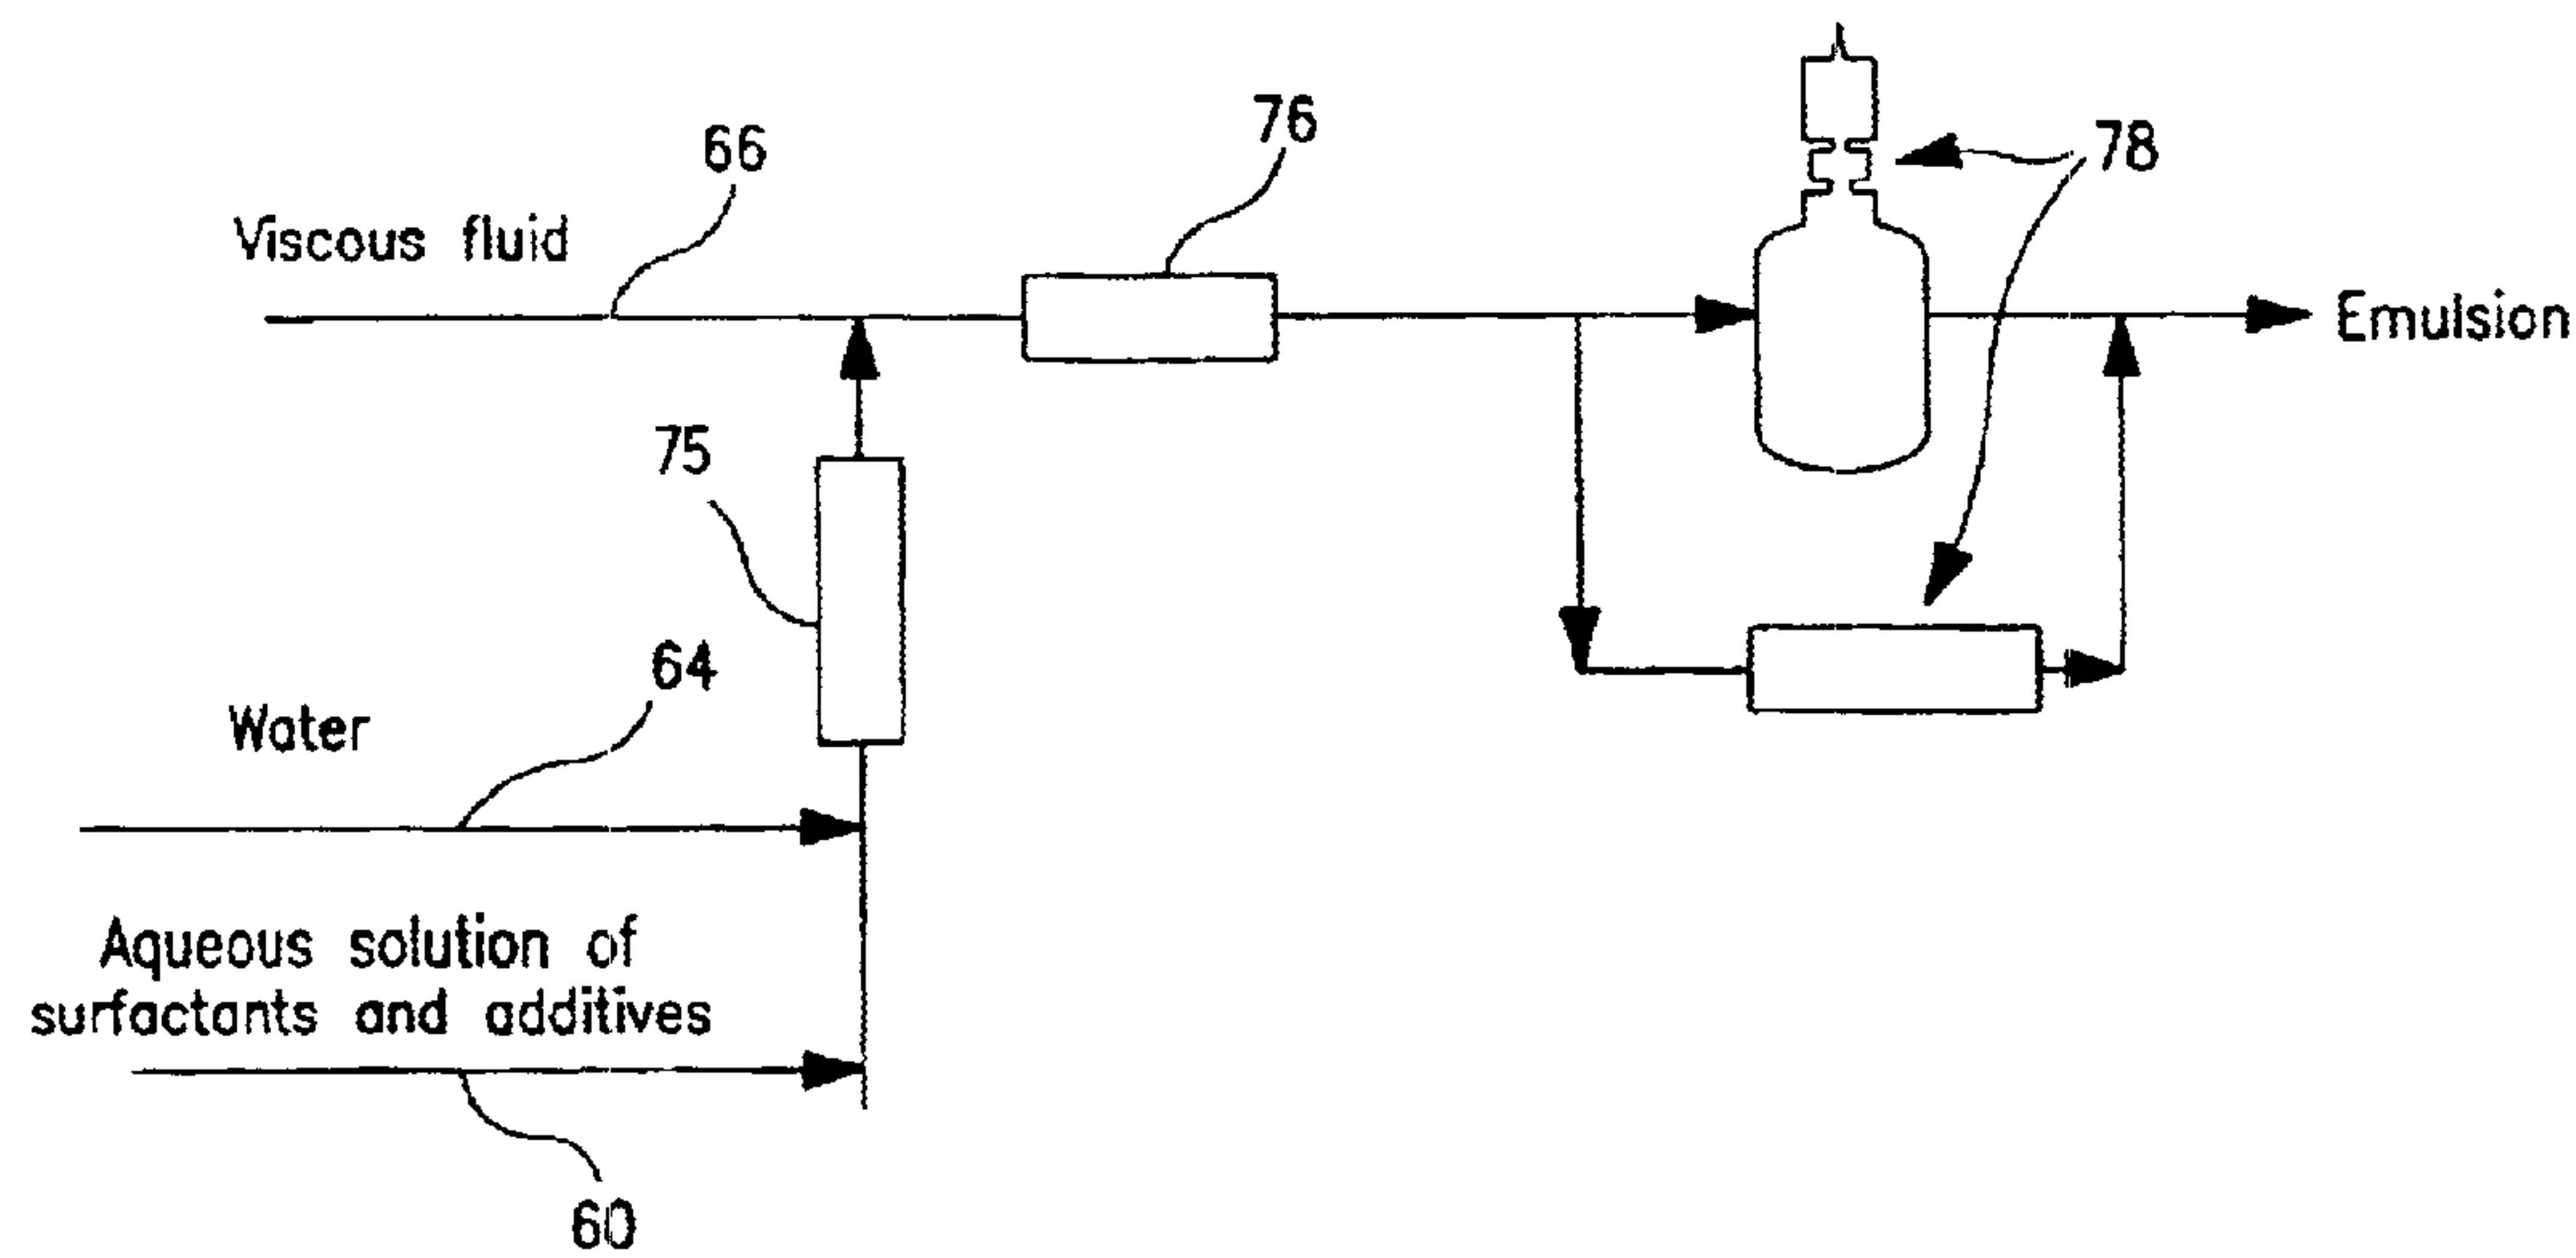 76
66
78
Viscous fluid
Emulsion
75
64
Water
Aqueous solution of
surfactants and additives
60